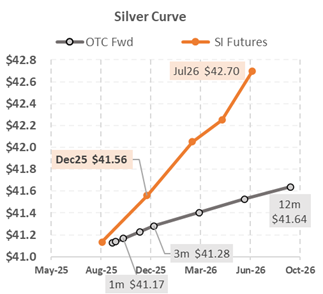 Silver Curve
OTC Fwd SI Futures
$42.8
$42.6
$42.4
$42.2
$42.0
$41.8
$41.6
$41.4
$41.2
$41.0
Jul26 $42.70
Dec25 $41.56
12m
$41.64
3m $41.28
1m $41.17
May-25 Aug-25 Dec-25 Mar-26 Jun-26 Oct-26